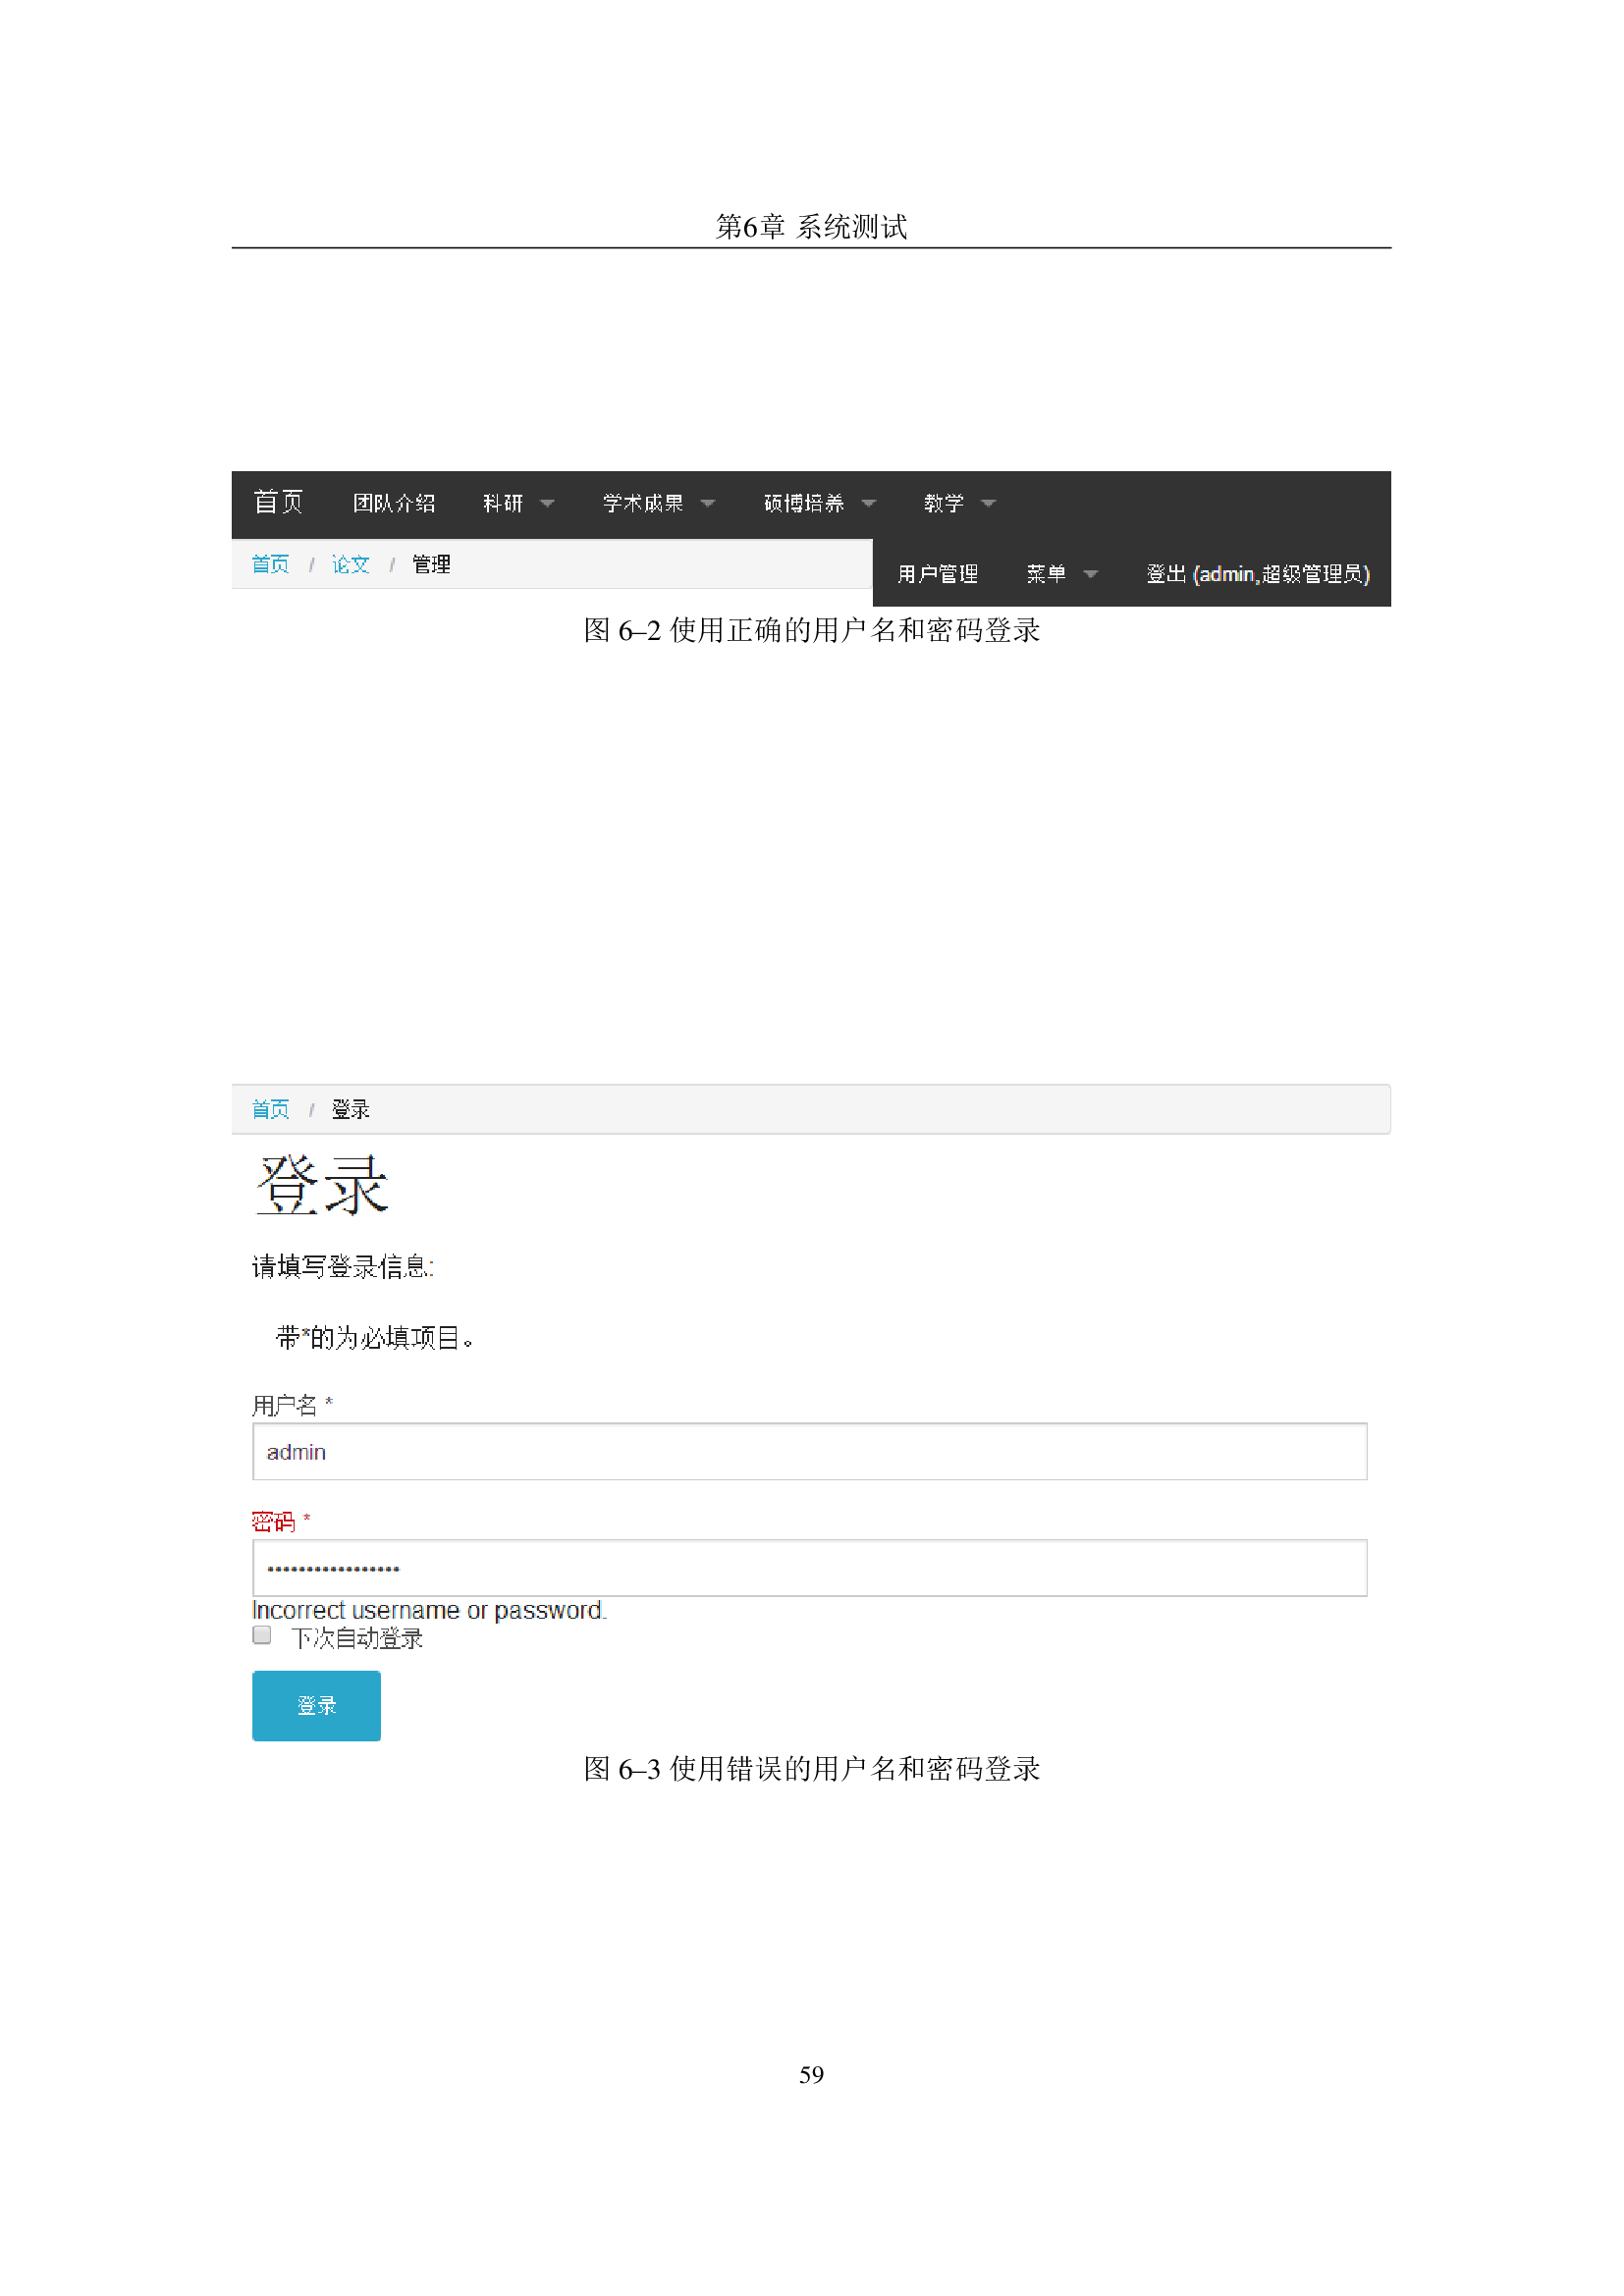 第6章 系统测试
首页 团队介绍 科研 学术成果 硕博培养 教学
首页 / 论文 / 管理
用户管理 菜单 登出 (admin,超级管理员)
图 6–2 使用正确的用户名和密码登录
首页 / 登录
登录
请填写登录信息:
带*的为必填项目。
用户名 *
admin
密码 *
•••••••••••••••••
Incorrect username or password.
下次自动登录
登录
图 6–3 使用错误的用户名和密码登录
59